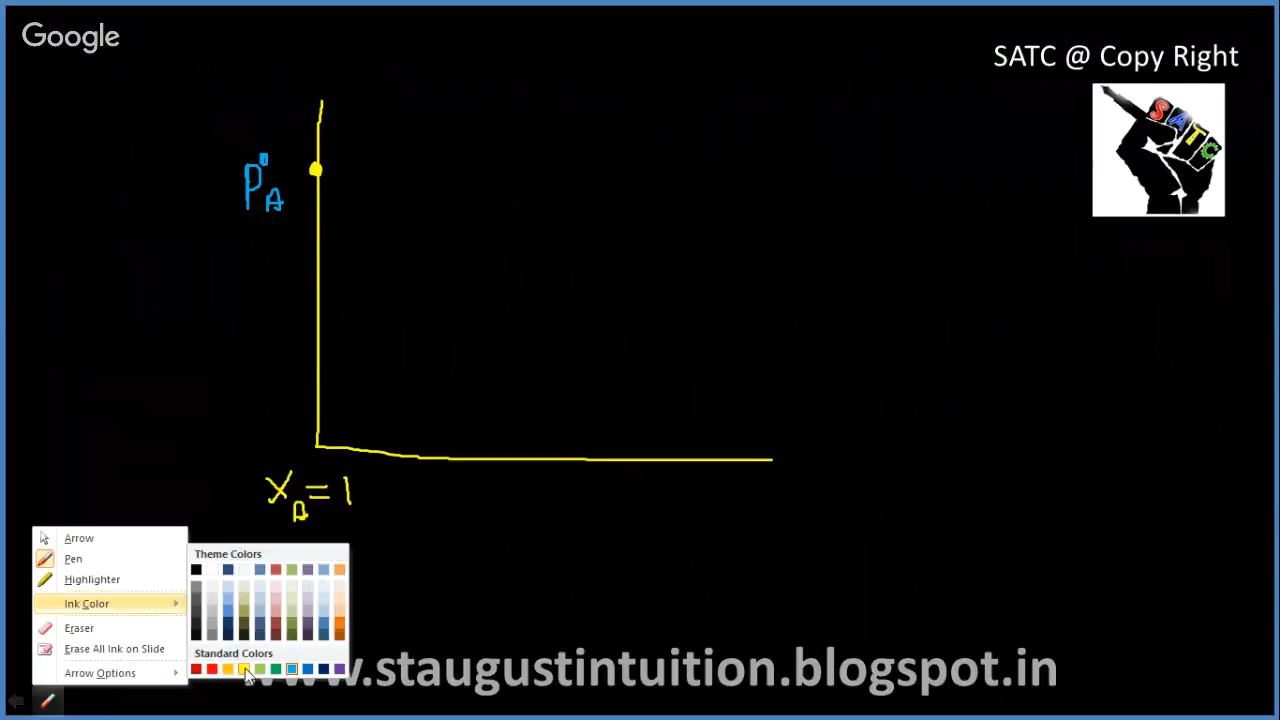 Google
SATC @ Copy Right
SATC
P°A
XA=1
Arrow
Pen
Highlighter
Ink Color
Eraser
Erase All Ink on Slide
Arrow Options
Theme Colors
Standard Colors
www.staugustintuition.blogspot.in